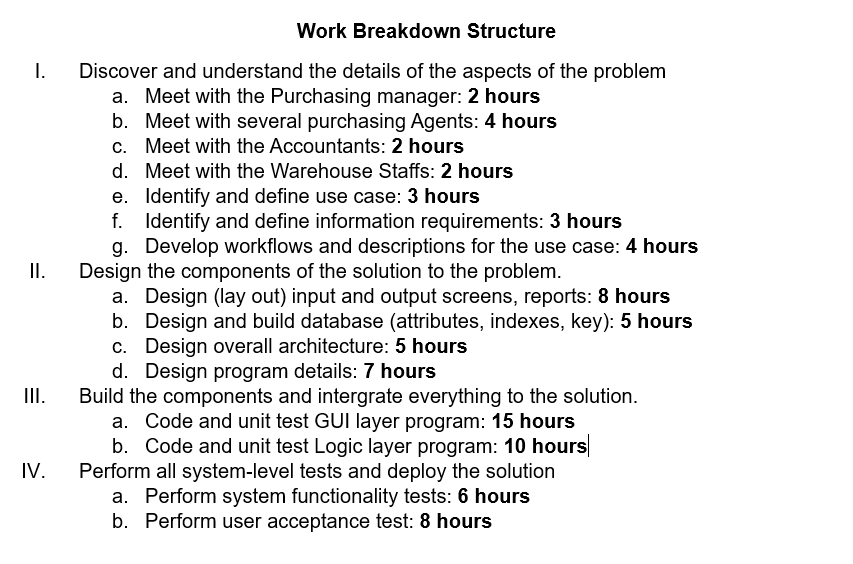 Work Breakdown Structure
I. Discover and understand the details of the aspects of the problem
a. Meet with the Purchasing manager: 2 hours
b. Meet with several purchasing Agents: 4 hours
c. Meet with the Accountants: 2 hours
d. Meet with the Warehouse Staffs: 2 hours
e. Identify and define use case: 3 hours
f. Identify and define information requirements: 3 hours
g. Develop workflows and descriptions for the use case: 4 hours
II. Design the components of the solution to the problem.
a. Design (lay out) input and output screens, reports: 8 hours
b. Design and build database (attributes, indexes, key): 5 hours
c. Design overall architecture: 5 hours
d. Design program details: 7 hours
III. Build the components and intergrate everything to the solution.
a. Code and unit test GUI layer program: 15 hours
b. Code and unit test Logic layer program: 10 hours
IV. Perform all system-level tests and deploy the solution
a. Perform system functionality tests: 6 hours
b. Perform user acceptance test: 8 hours